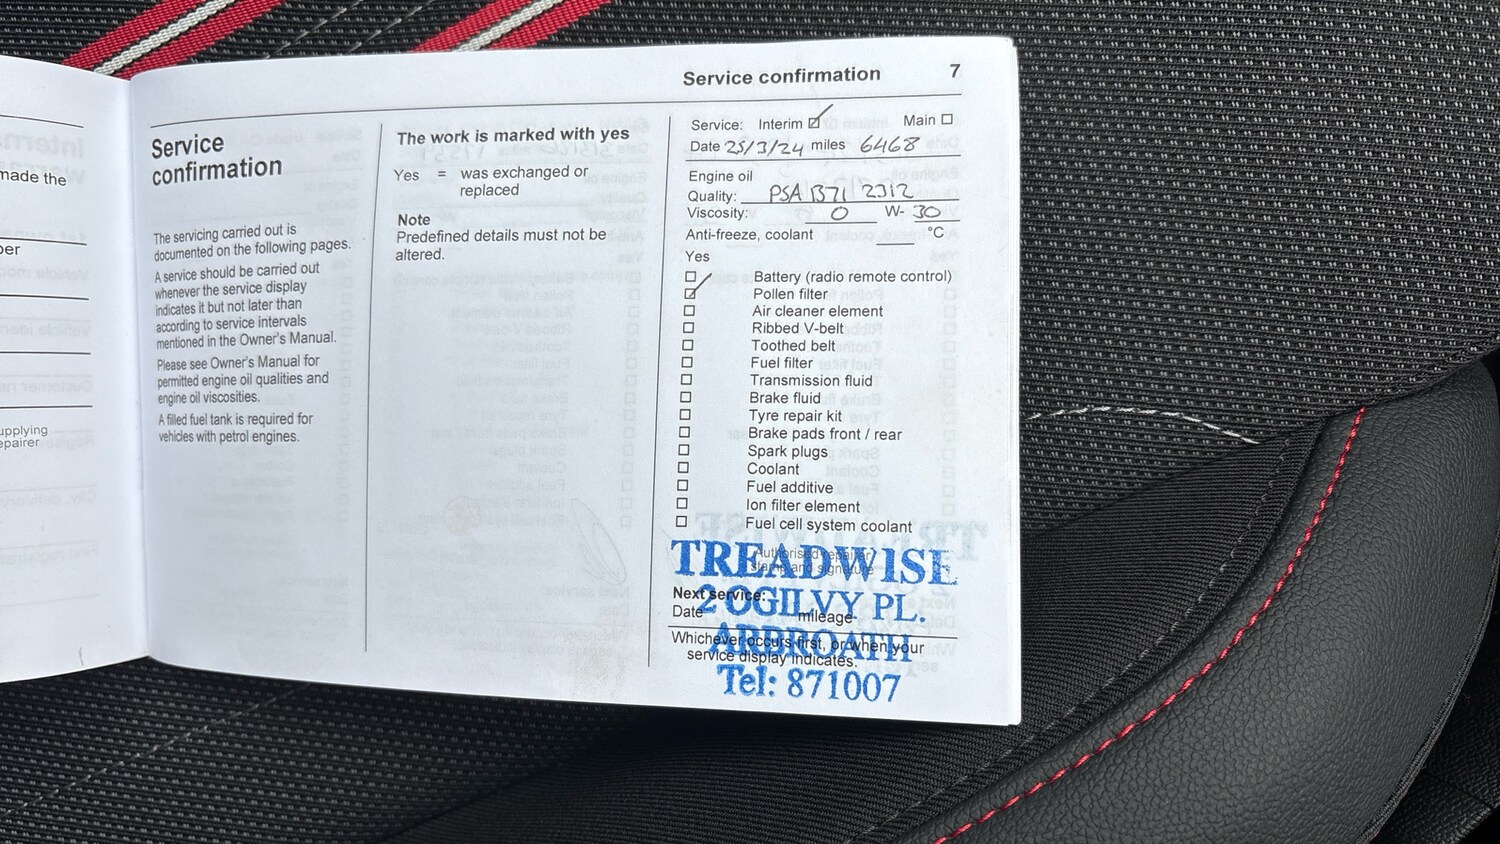 made the
per
upplying
epairer
Service confirmation 7
Service
confirmation
The servicing carried out is
documented on the following pages.
A service should be carried out
whenever the service display
indicates it but not later than
according to service intervals
mentioned in the Owner's Manual.
Please see Owner's Manual for
permitted engine oil qualities and
engine oil viscosities.
A filled fuel tank is required for
vehicles with petrol engines.
The work is marked with yes
Yes = was exchanged or
replaced
Note
Predefined details must not be
altered.
Service: Interim Main
Date 25/3/24 miles 6468
Engine oil
Quality: PSA B71 2312
Viscosity: 0 W- 30
Anti-freeze, coolant °C
Yes
Battery (radio remote control)
Pollen filter
Air cleaner element
Ribbed V-belt
Toothed belt
Fuel filter
Transmission fluid
Brake fluid
Tyre repair kit
Brake pads front / rear
Spark plugs
Coolant
Fuel additive
Ion filter element
Fuel cell system coolant
Authorised repairer
stamp and signature
TREADWISE
2 OGILVY PL.
ARBROATH
Tel: 871007
Next service:
Date mileage
Whichever occurs first, or when your
service display indicates.